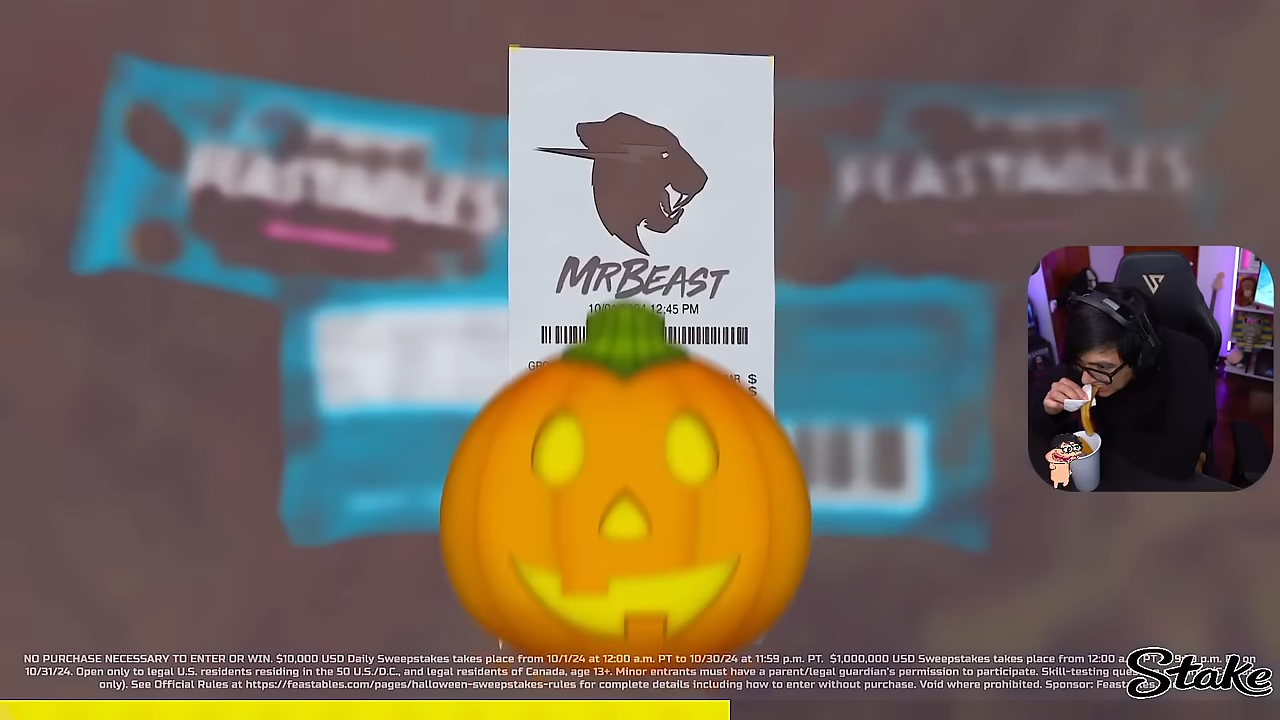 FEASTABLES
FEASTABLES
MRBEAST
12:45 PM
$
NO PURCHASE NECESSARY TO ENTER OR WIN. $10,000 USD Daily Sweepstakes takes place from 10/1/24 at 12:00 a.m. PT to 10/30/24 at 11:59 p.m. PT. $1,000,000 USD Sweepstakes takes place from 12:00 on
10/31/24. Open only to legal U.S. residents residing in the 50 U.S./D.C., and legal residents of Canada, age 13+. Minor entrants must have a parent/legal guardian's permission to participate. Skill-testing
only). See Official Rules at https://feastables.com/pages/halloween-sweepstakes-rules for complete details including how to enter without purchase. Void where prohibited. Sponsor:
Stake